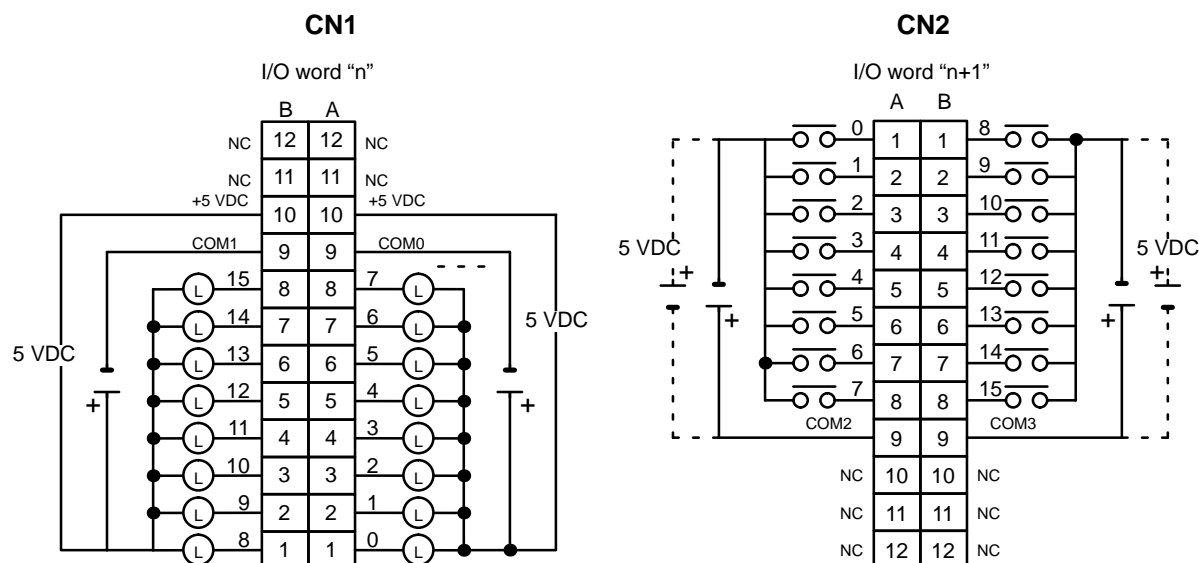 CN1
I/O word “n”
B A
NC 12 12 NC
NC 11 11 NC
+5 VDC 10 10 +5 VDC
COM1 9 9 COM0
L 15 8 8 7 L
L 14 7 7 6 L
L 13 6 6 5 L
L 12 5 5 4 L
L 11 4 4 3 L
L 10 3 3 2 L
L 9 2 2 1 L
L 8 1 1 0 L
5 VDC
+
+
5 VDC
CN2
I/O word “n+1”
A B
0 1 1 8
1 2 2 9
2 3 3 10
3 4 4 11
4 5 5 12
5 6 6 13
6 7 7 14
7 8 8 15
COM2 9 9 COM3
NC 10 10 NC
NC 11 11 NC
NC 12 12 NC
5 VDC
+
+
5 VDC
+
+